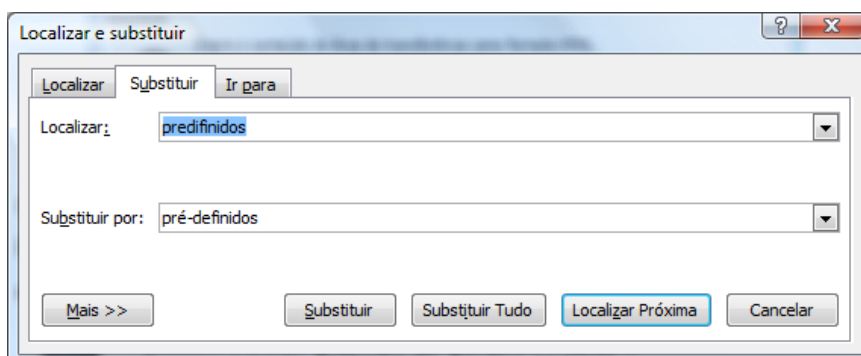 Localizar e substituir
Localizar Substituir Ir para
Localizar: predifinidos
Substituir por: pré-definidos
Mais >> Substituir Substituir Tudo Localizar Próxima Cancelar